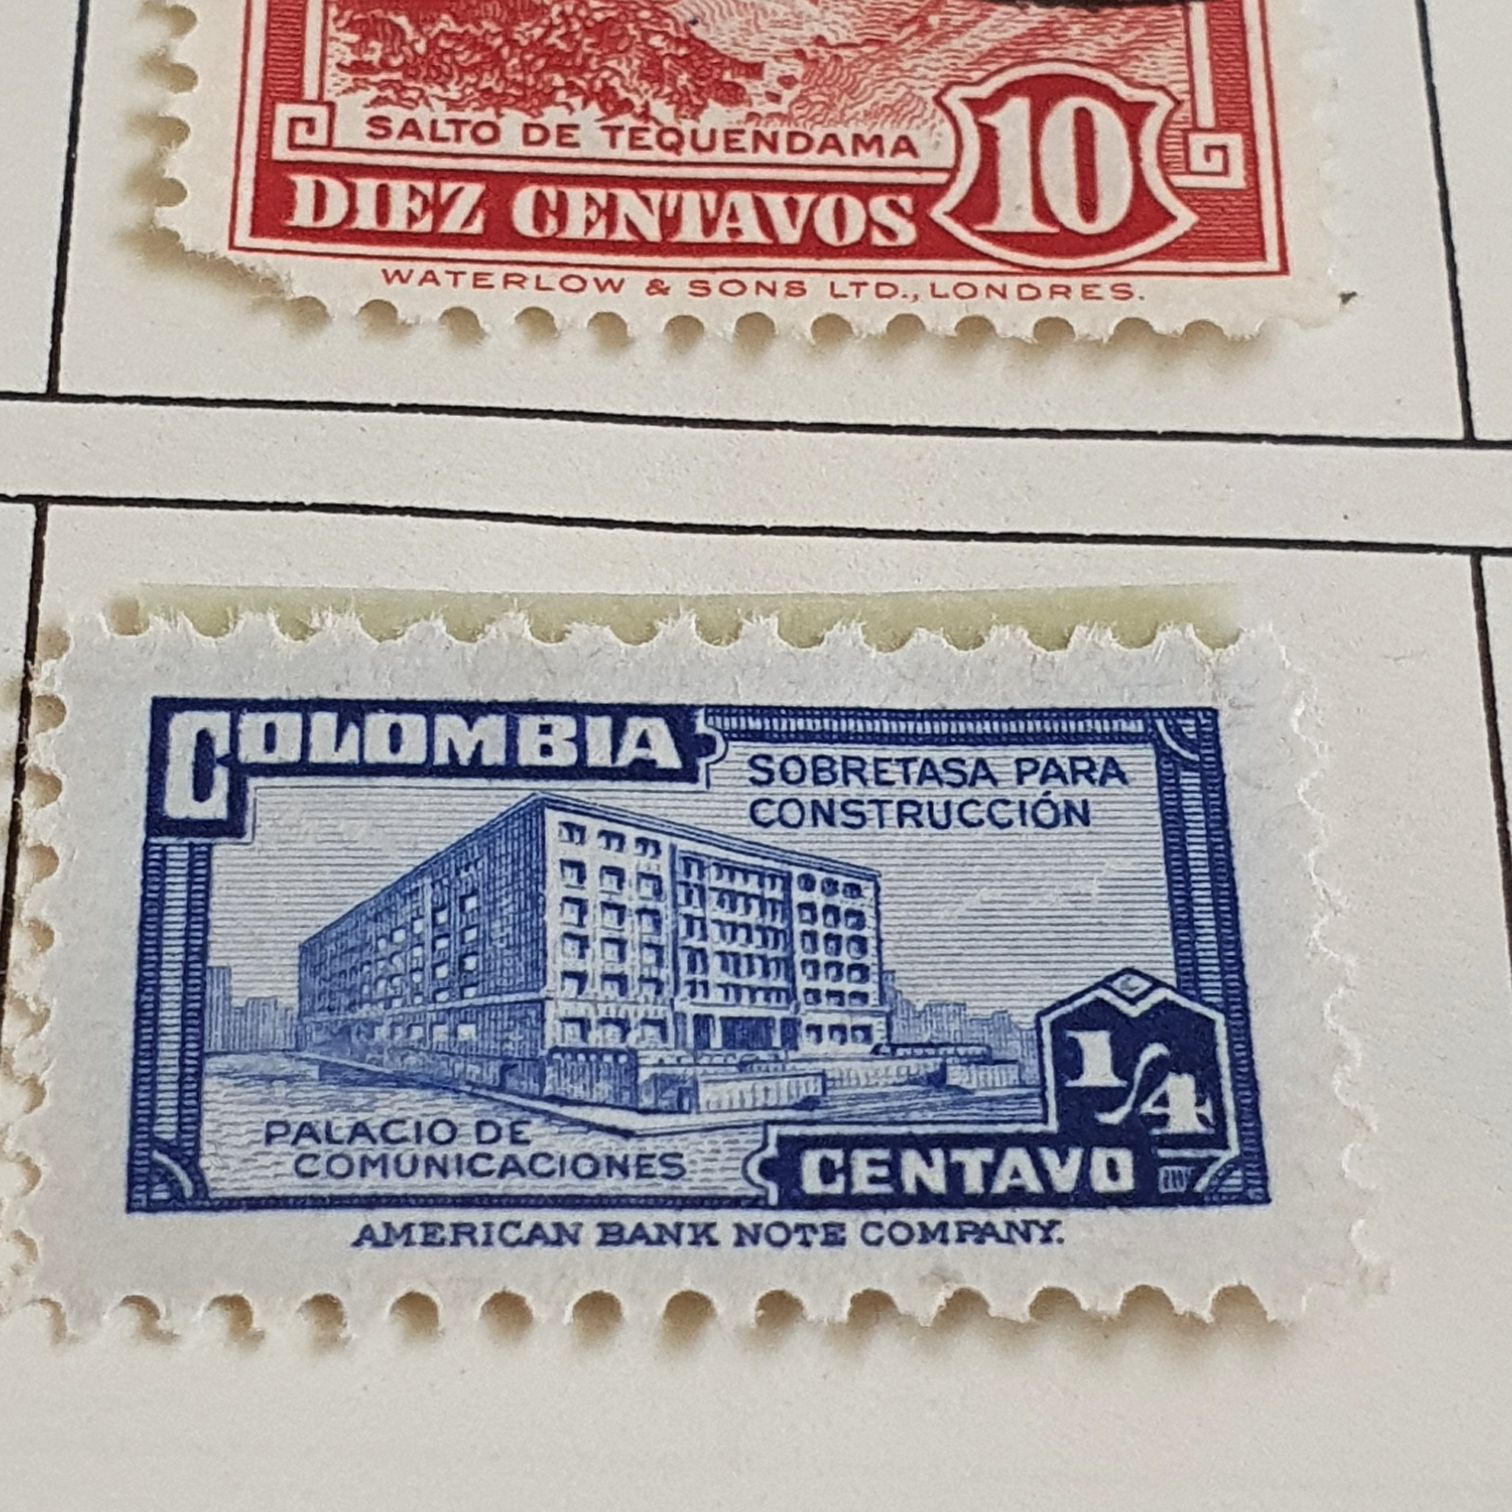 SALTO DE TEQUENDAMA
DIEZ CENTAVOS 10
WATERLOW & SONS LTD., LONDRES.
COLOMBIA
SOBRETASA PARA
CONSTRUCCIÓN
PALACIO DE
COMUNICACIONES
1/4
CENTAVO
AMERICAN BANK NOTE COMPANY.